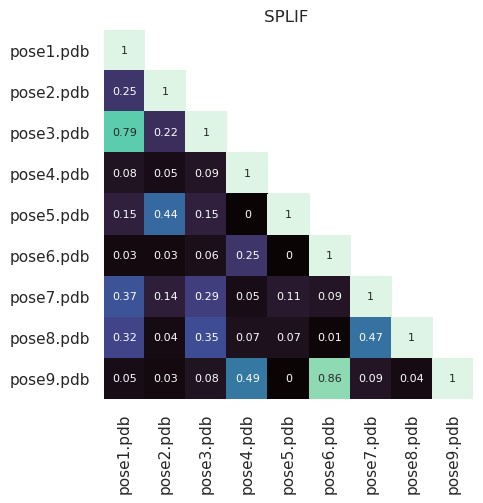 SPLIF
pose1.pdb 1
pose2.pdb 0.25 1
pose3.pdb 0.79 0.22 1
pose4.pdb 0.08 0.05 0.09 1
pose5.pdb 0.15 0.44 0.15 0 1
pose6.pdb 0.03 0.03 0.06 0.25 0 1
pose7.pdb 0.37 0.14 0.29 0.05 0.11 0.09 1
pose8.pdb 0.32 0.04 0.35 0.07 0.07 0.01 0.47 1
pose9.pdb 0.05 0.03 0.08 0.49 0 0.86 0.09 0.04 1
pose1.pdb pose2.pdb pose3.pdb pose4.pdb pose5.pdb pose6.pdb pose7.pdb pose8.pdb pose9.pdb